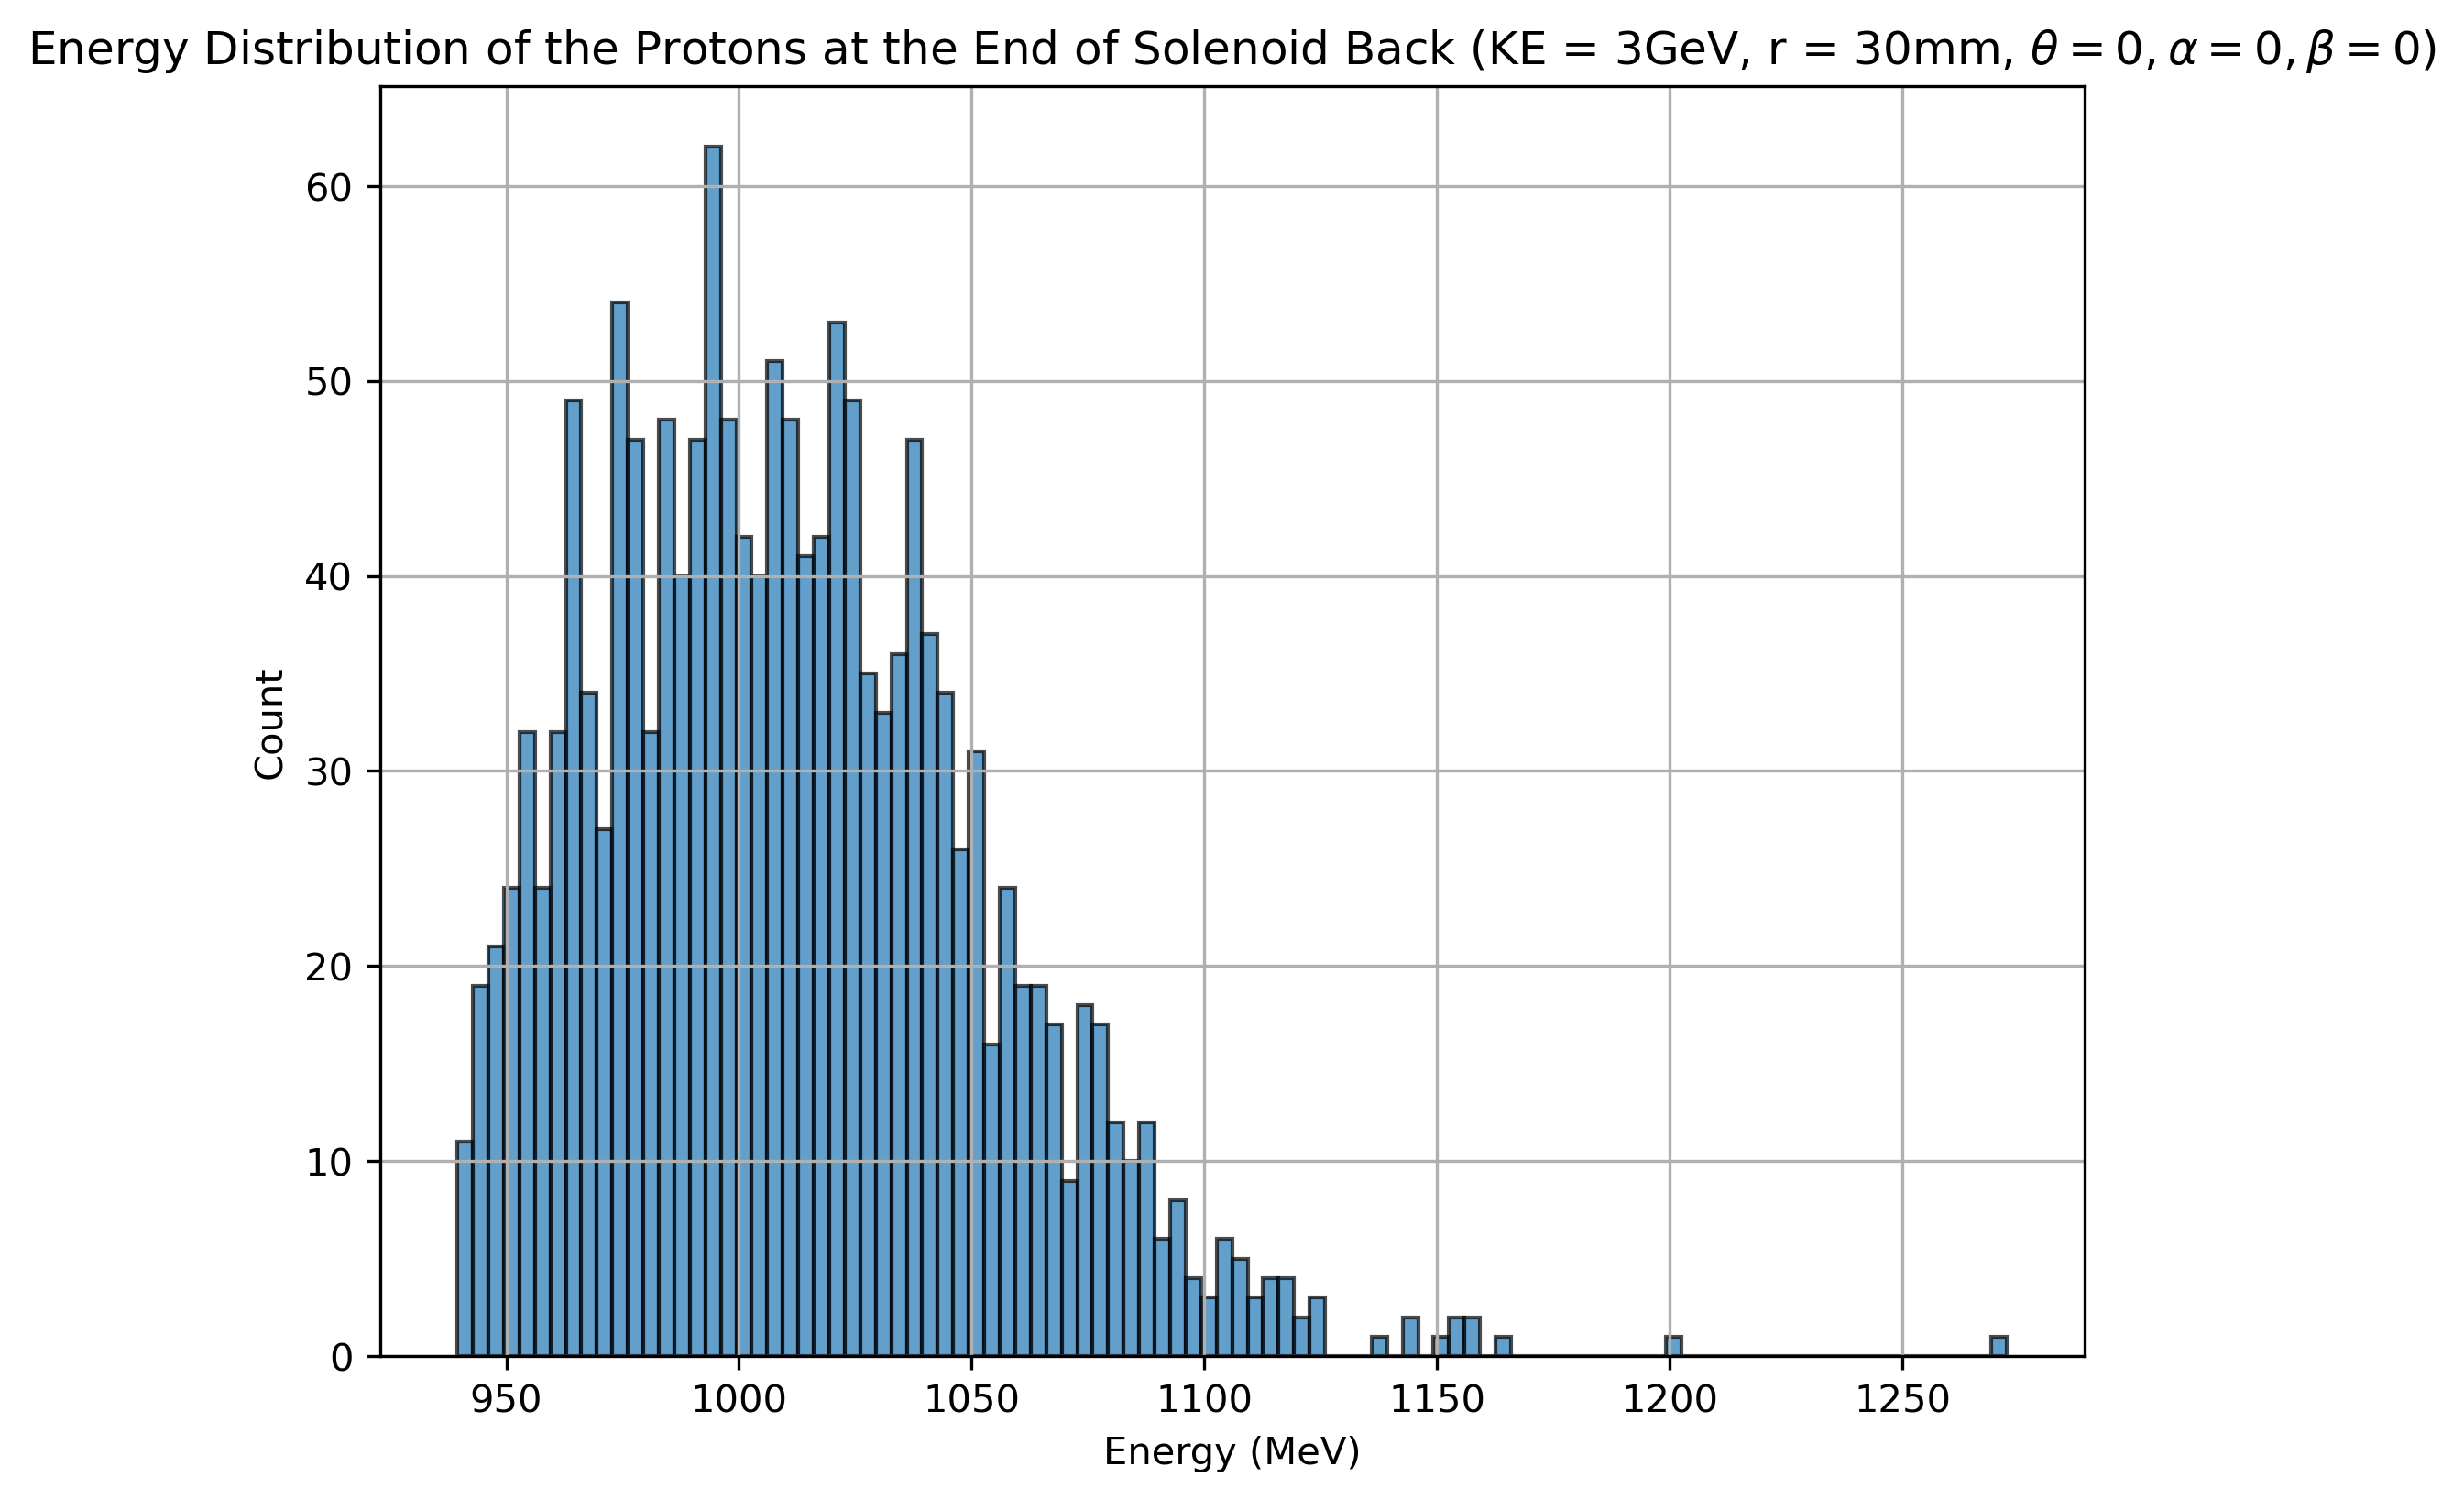 Energy Distribution of the Protons at the End of Solenoid Back (KE = 3GeV, r = 30mm, θ = 0, α = 0, β = 0)
60
50
40
30
20
10
0
Count
950 1000 1050 1100 1150 1200 1250
Energy (MeV)